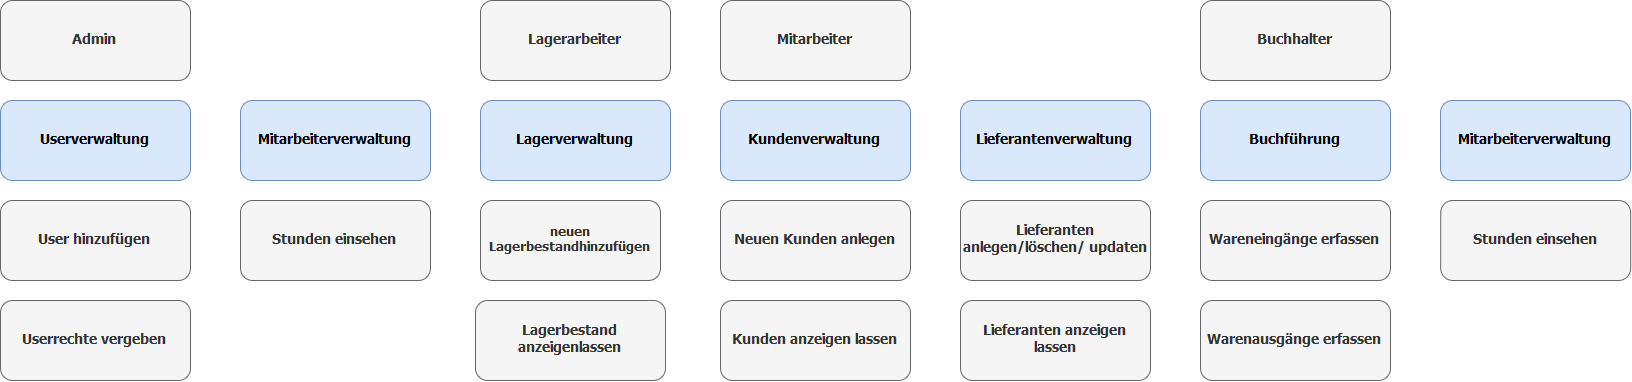 Admin
Lagerarbeiter
Mitarbeiter
Buchhalter
Userverwaltung
Mitarbeiterverwaltung
Lagerverwaltung
Kundenverwaltung
Lieferantenverwaltung
Buchführung
Mitarbeiterverwaltung
User hinzufügen
Stunden einsehen
neuen
Lagerbestandhinzufügen
Neuen Kunden anlegen
Lieferanten
anlegen/löschen/ updaten
Wareneingänge erfassen
Stunden einsehen
Userrechte vergeben
Lagerbestand
anzeigenlassen
Kunden anzeigen lassen
Lieferanten anzeigen
lassen
Warenausgänge erfassen